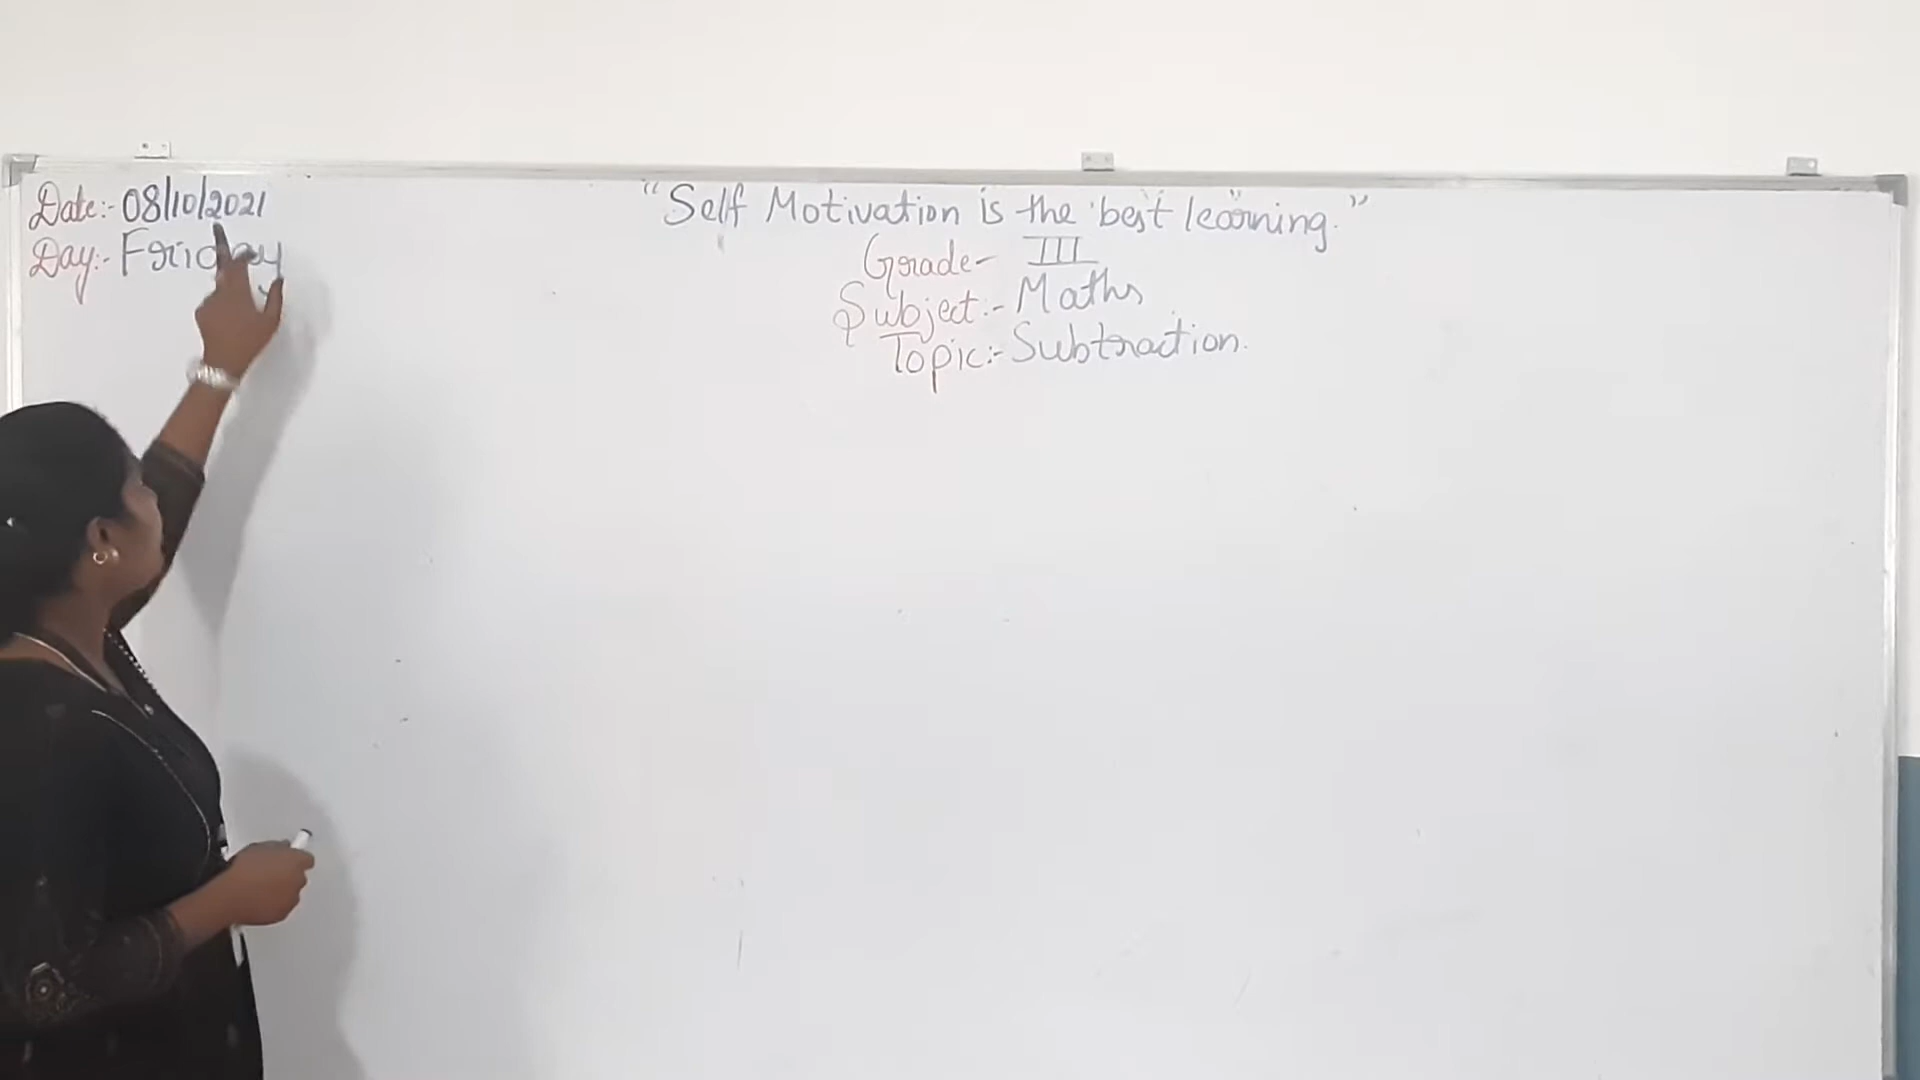 Date:- 08/10/2021
Day:- Friday
"Self Motivation is the best learning."
Grade- III
Subject:- Maths
Topic:- Subtraction.